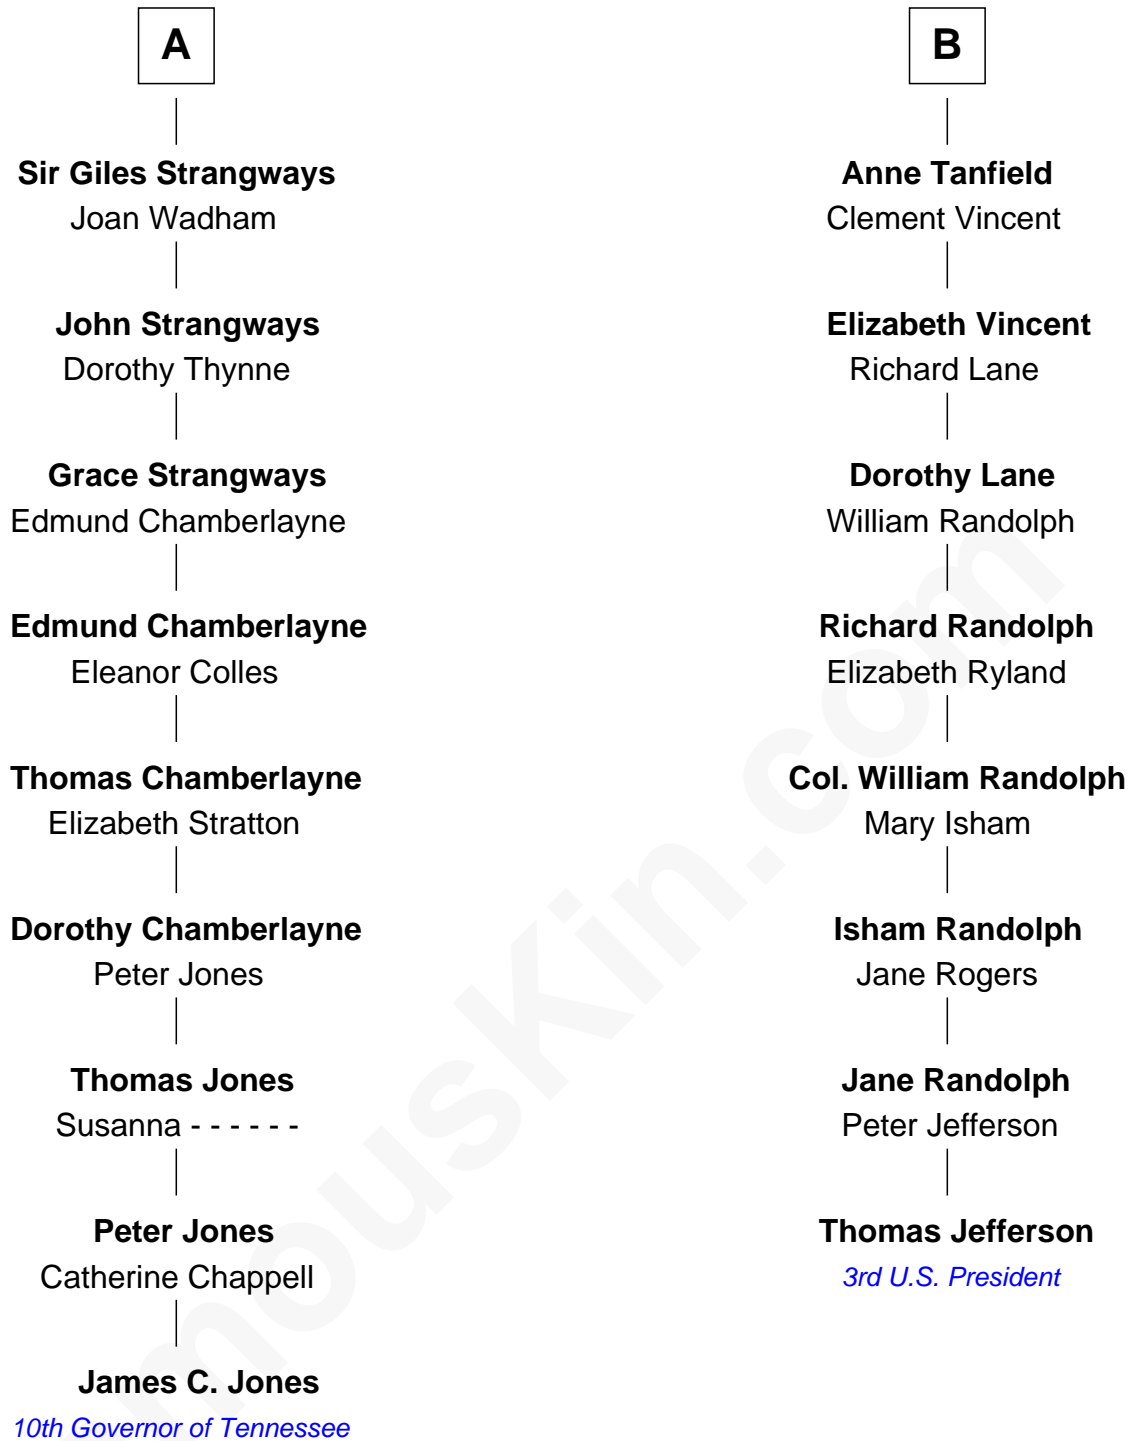 A
Sir Giles Strangways
Joan Wadham
John Strangways
Dorothy Thynne
Grace Strangways
Edmund Chamberlayne
Edmund Chamberlayne
Eleanor Colles
Thomas Chamberlayne
Elizabeth Stratton
Dorothy Chamberlayne
Peter Jones
Thomas Jones
Susanna - - - - - -
Peter Jones
Catherine Chappell
James C. Jones
10th Governor of Tennessee
B
Anne Tanfield
Clement Vincent
Elizabeth Vincent
Richard Lane
Dorothy Lane
William Randolph
Richard Randolph
Elizabeth Ryland
Col. William Randolph
Mary Isham
Isham Randolph
Jane Rogers
Jane Randolph
Peter Jefferson
Thomas Jefferson
3rd U.S. President
mousKin.com